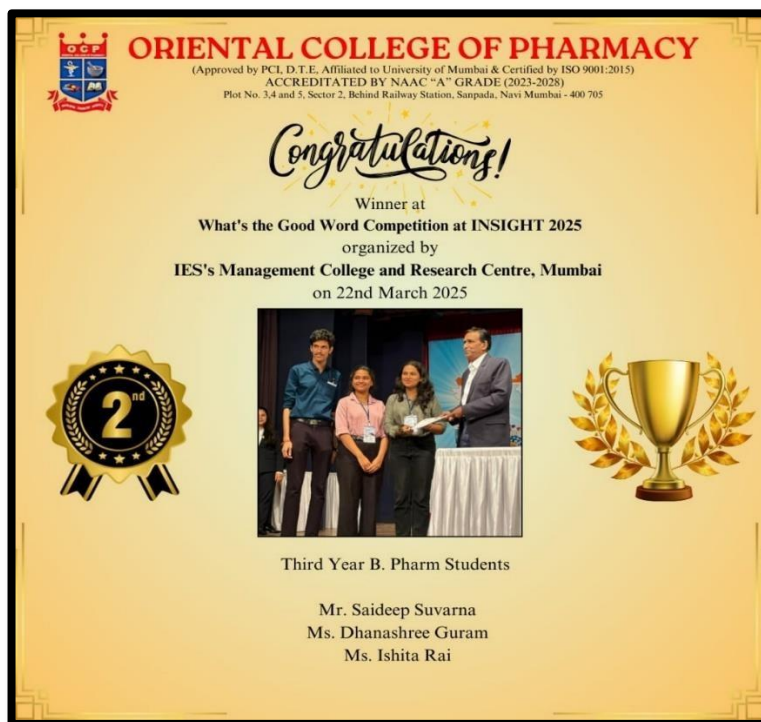 OCP
ORIENTAL COLLEGE OF PHARMACY
(Approved by PCI, D.T.E, Affiliated to University of Mumbai & Certified by ISO 9001:2015)
ACCREDITED BY NAAC "A" GRADE (2023-2028)
Plot No. 3,4 and 5, Sector 2, Behind Railway Station, Sanpada, Navi Mumbai - 400 705
Congratulations!
Winner at
What's the Good Word Competition at INSIGHT 2025
organized by
IES's Management College and Research Centre, Mumbai
on 22nd March 2025
2nd
Third Year B. Pharm Students
Mr. Saideep Suvarna
Ms. Dhanashree Guram
Ms. Ishita Rai